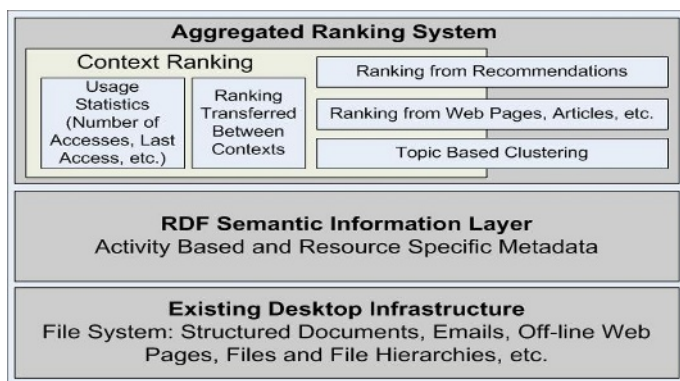 Aggregated Ranking System
Context Ranking
Usage
Statistics
(Number of
Accesses, Last
Access, etc.)
Ranking
Transferred
Between
Contexts
Ranking from Recommendations
Ranking from Web Pages, Articles, etc.
Topic Based Clustering
RDF Semantic Information Layer
Activity Based and Resource Specific Metadata
Existing Desktop Infrastructure
File System: Structured Documents, Emails, Off-line Web
Pages, Files and File Hierarchies, etc.